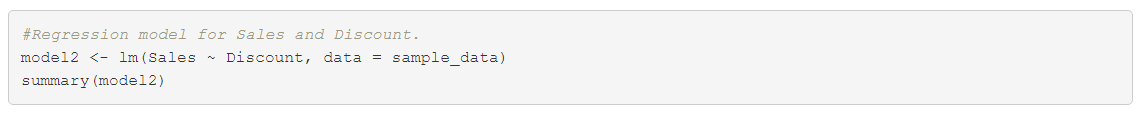 #Regression model for Sales and Discount.
model2 <- lm(Sales ~ Discount, data = sample_data)
summary(model2)